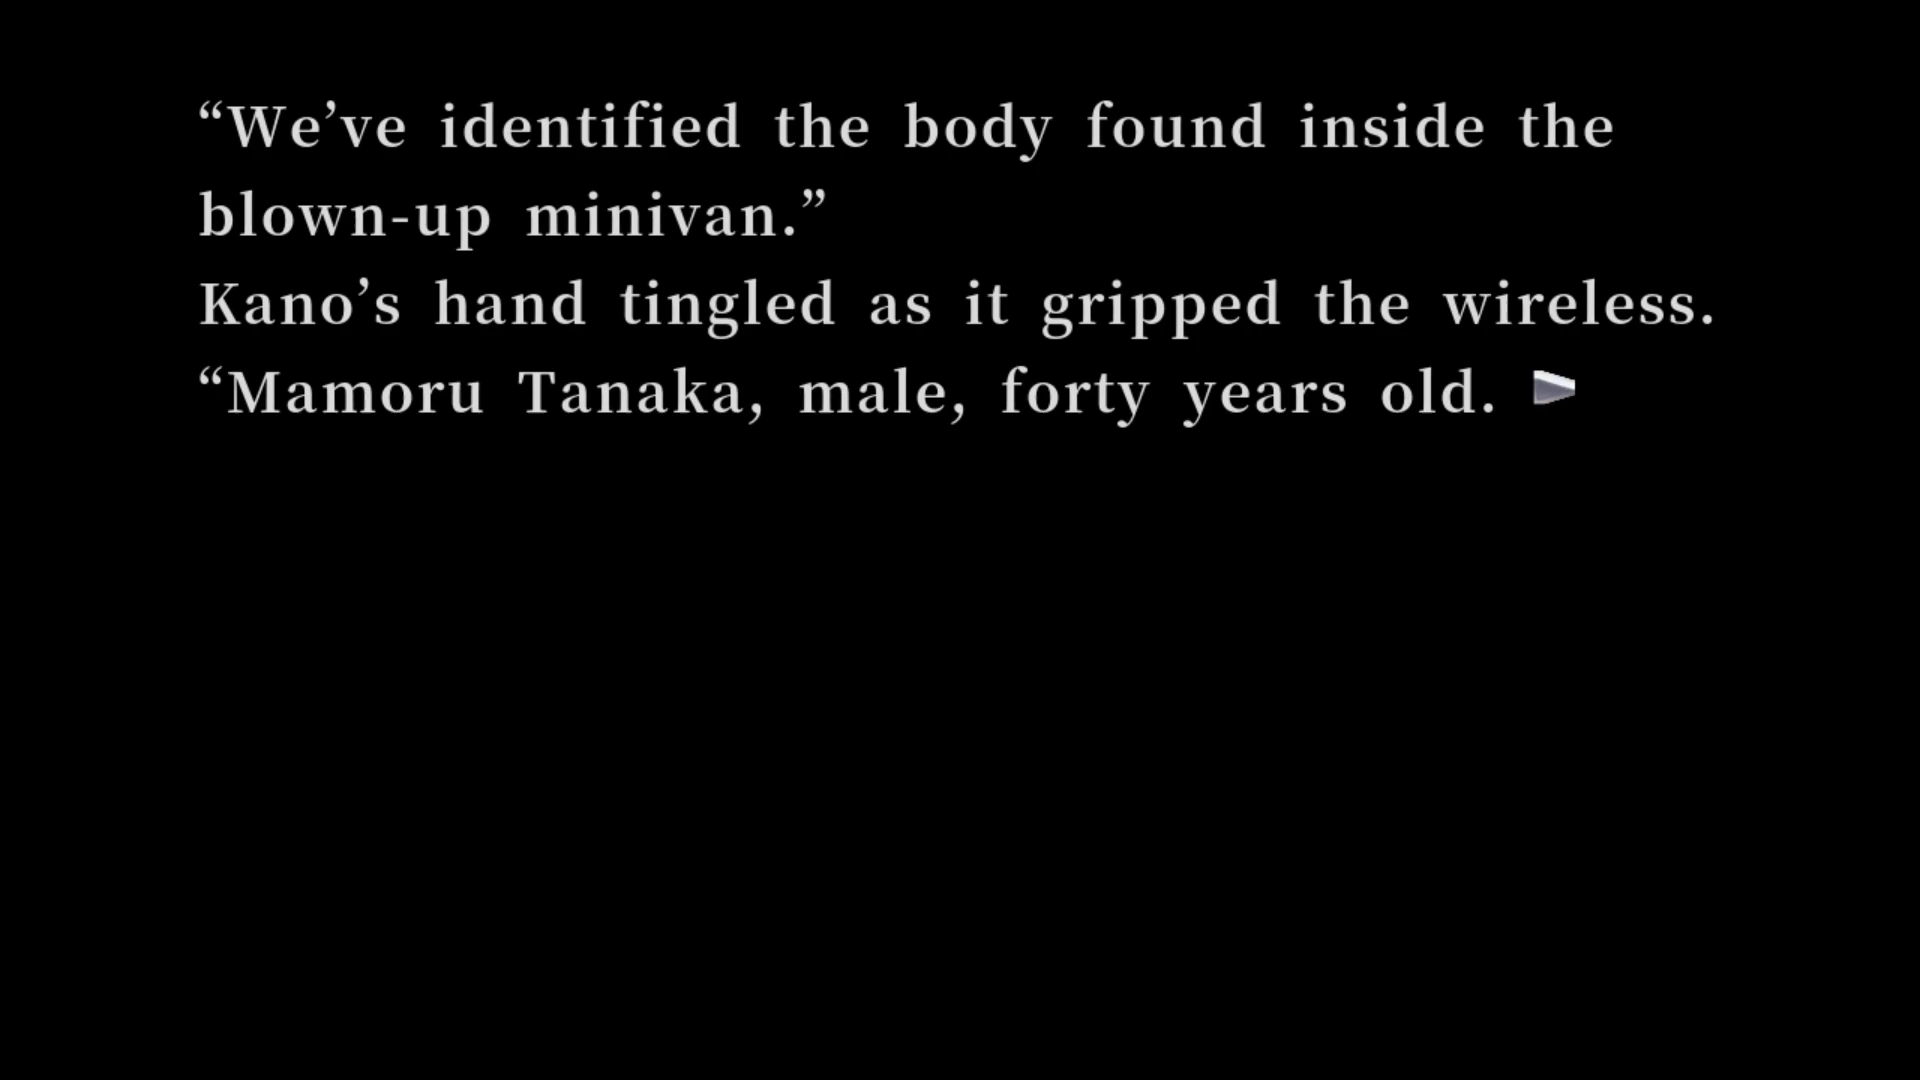 “We’ve identified the body found inside the
blown-up minivan.”
Kano’s hand tingled as it gripped the wireless.
“Mamoru Tanaka, male, forty years old.